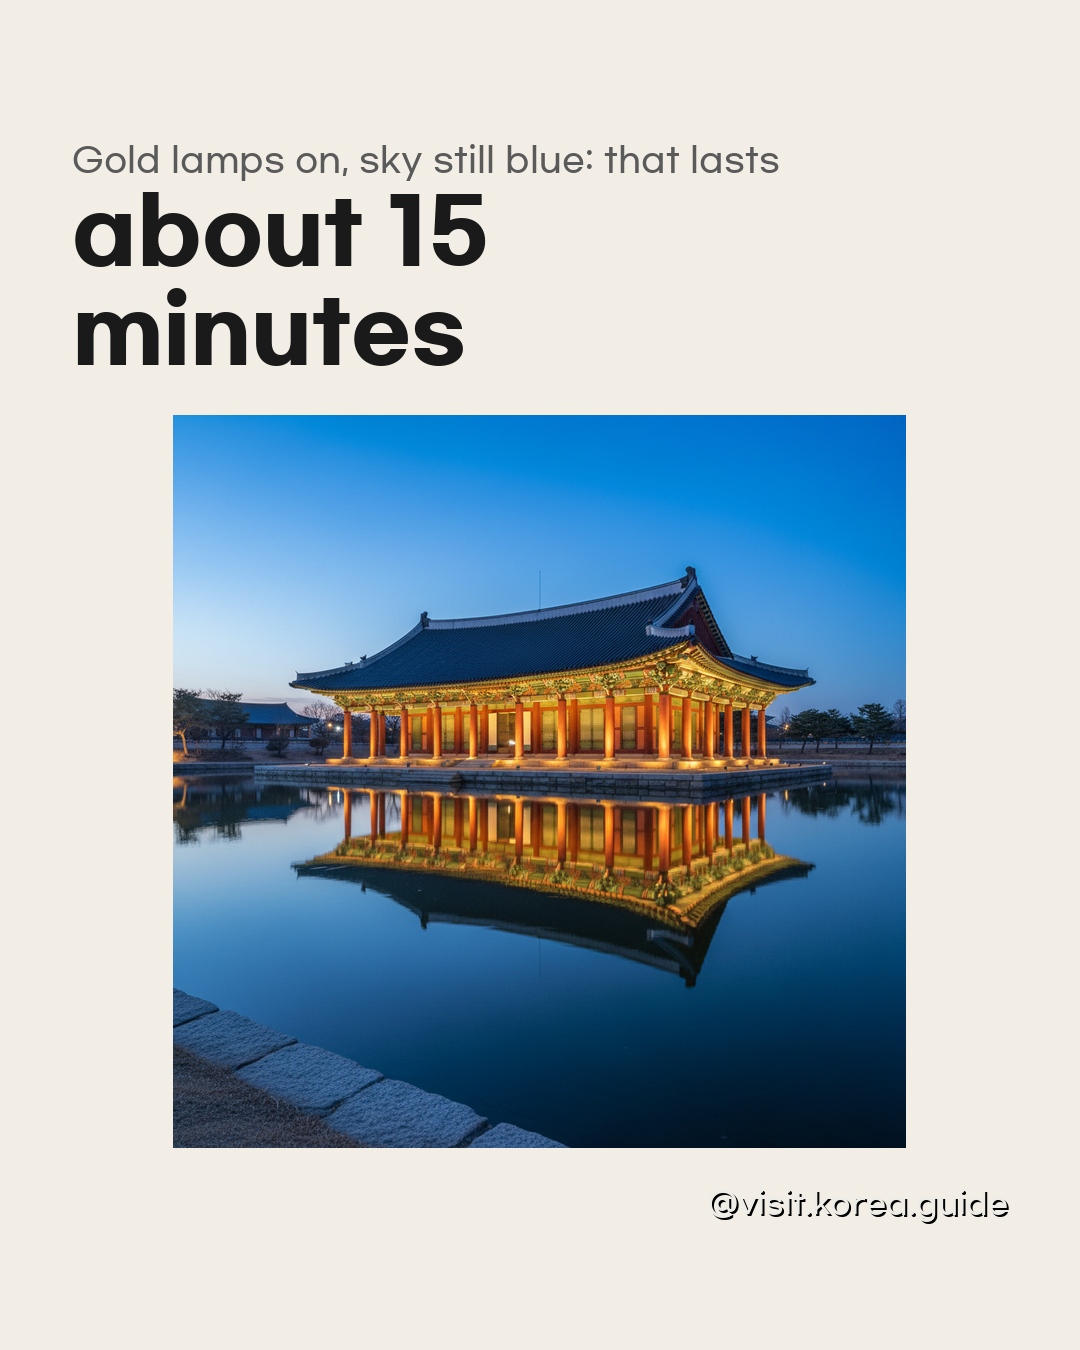 Gold lamps on, sky still blue: that lasts
about 15
minutes
@visit.korea.guide